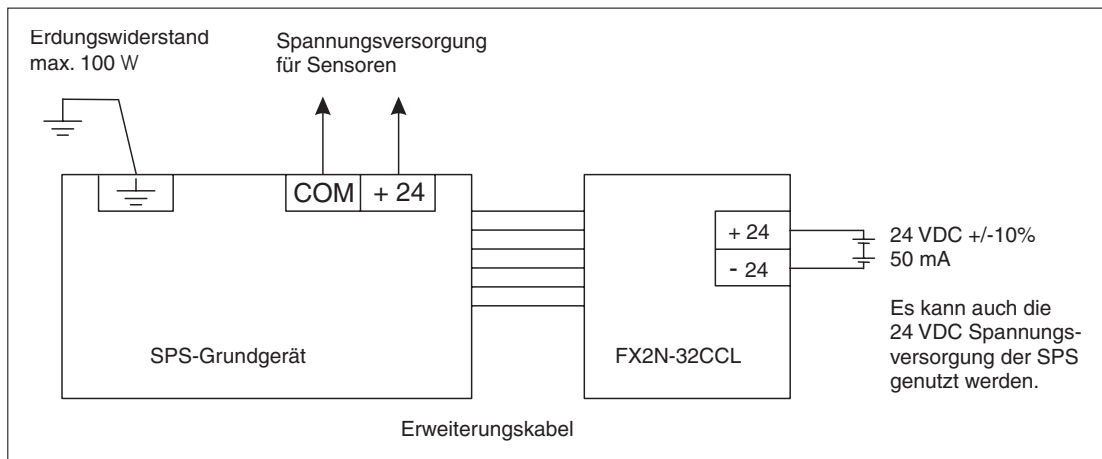 Erdungswiderstand
max. 100 W
Spannungsversorgung
für Sensoren
COM
+ 24
+ 24
- 24
24 VDC +/-10%
50 mA
Es kann auch die
24 VDC Spannungs-
versorgung der SPS
genutzt werden.
SPS-Grundgerät
FX2N-32CCL
Erweiterungskabel